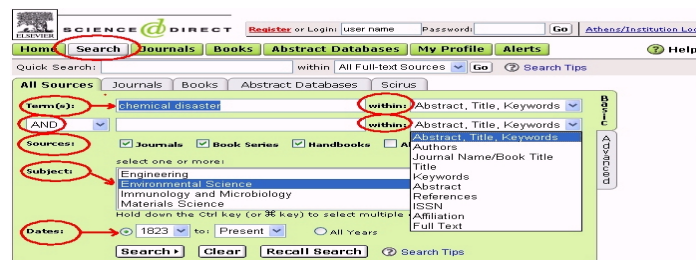 ELSEVIER SCIENCE @ DIRECT Register or Login: user name Password: Go Athens/Institution Lo
Home Search Journals Books Abstract Databases My Profile Alerts ? Help
Quick Search: within All Full-text Sources Go ? Search Tips
All Sources Journals Books Abstract Databases Scirus
Term(s): chemical disaster within: Abstract, Title, Keywords Basic
AND within: Abstract, Title, Keywords
Advanced
Sources: Journals Book Series Handbooks
Abstract, Title, Keywords
Authors
Journal Name/Book Title
Title
Keywords
Abstract
References
ISSN
Affiliation
Full Text
Subject: select one or more:
Engineering
Environmental Science
Immunology and Microbiology
Materials Science
Hold down the Ctrl key (or ⌘ key) to select multiple
Dates: 1823 to: Present All Years
Search Clear Recall Search ? Search Tips